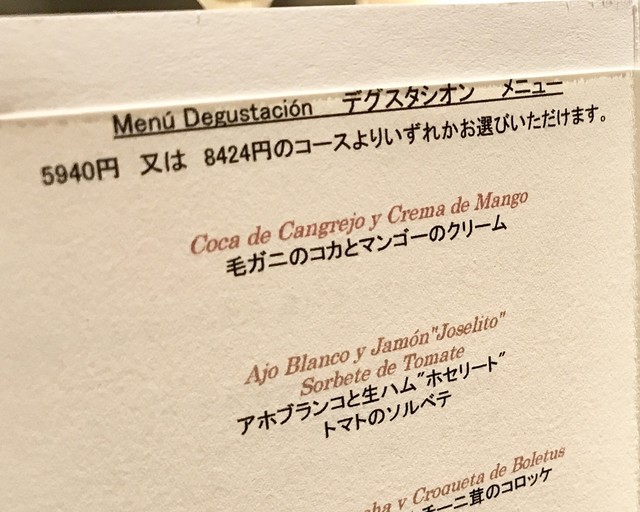 Menú Degustación デグスタシオン メニュー
5940円 又は 8424円のコースよりいずれかお選びいただけます。
Coca de Cangrejo y Crema de Mango
毛ガニのコカとマンゴーのクリーム
Ajo Blanco y Jamón"Joselito"
Sorbete de Tomate
アホブランコと生ハム"ホセリート"
トマトのソルベテ
y Croqueta de Boletus
チーニ茸のコロッケ